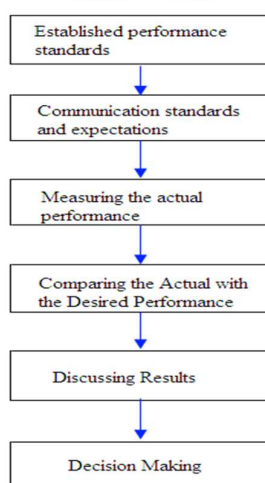 Established performance
standards
Communication standards
and expectations
Measuring the actual
performance
Comparing the Actual with
the Desired Performance
Discussing Results
Decision Making